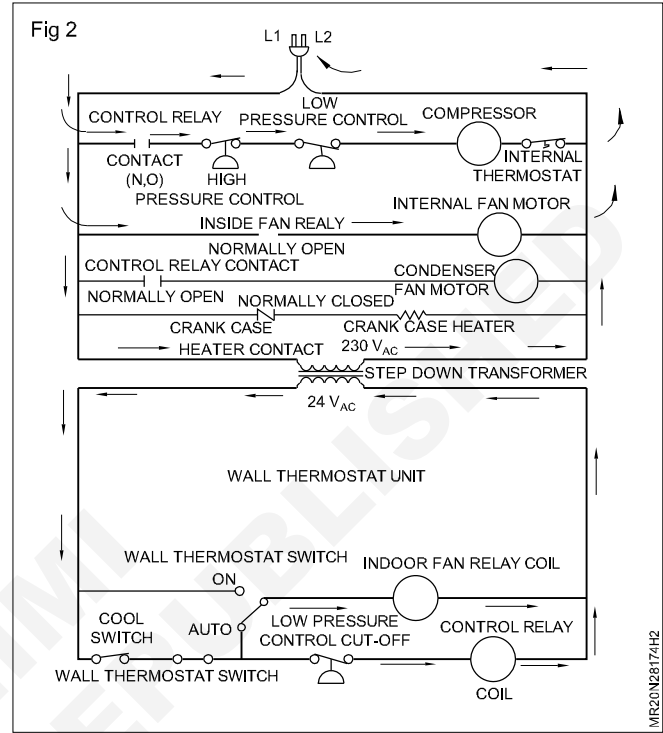 Fig 2
L1 L2
LOW
CONTROL RELAY PRESSURE CONTROL COMPRESSOR
CONTACT
(N,O)
HIGH
PRESSURE CONTROL
INTERNAL
THERMOSTAT
INSIDE FAN REALY INTERNAL FAN MOTOR
NORMALLY OPEN
CONTROL RELAY CONTACT
NORMALLY OPEN
CONDENSER
FAN MOTOR
NORMALLY CLOSED
CRANK CASE
HEATER CONTACT
CRANK CASE HEATER
230 VAC
STEP DOWN TRANSFORMER
24 VAC
WALL THERMOSTAT UNIT
WALL THERMOSTAT SWITCH
ON
INDOOR FAN RELAY COIL
COOL
SWITCH
AUTO
LOW PRESSURE
CONTROL CUT-OFF
CONTROL RELAY
WALL THERMOSTAT SWITCH
COIL
MR20N28174H2